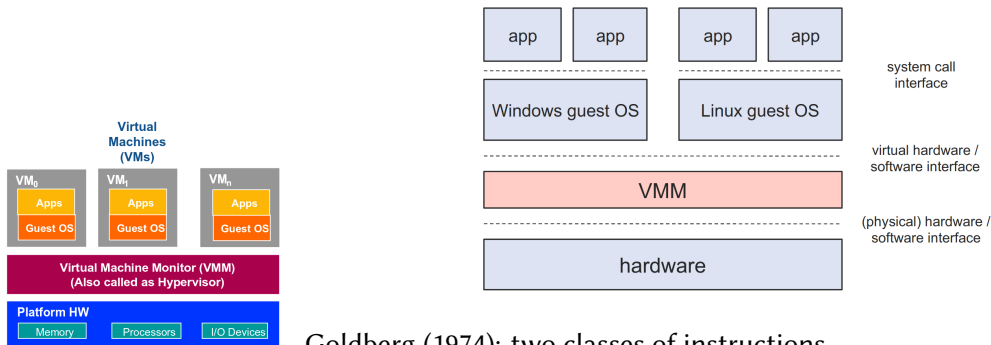 Virtual
Machines
(VMs)
VM0
VM1
VMn
Apps
Apps
Apps
Guest OS
Guest OS
Guest OS
Virtual Machine Monitor (VMM)
(Also called as Hypervisor)
Platform HW
Memory
Processors
I/O Devices
app
app
app
app
system call
interface
Windows guest OS
Linux guest OS
virtual hardware /
software interface
VMM
(physical) hardware /
software interface
hardware
Goldberg (1974): two classes of instructions